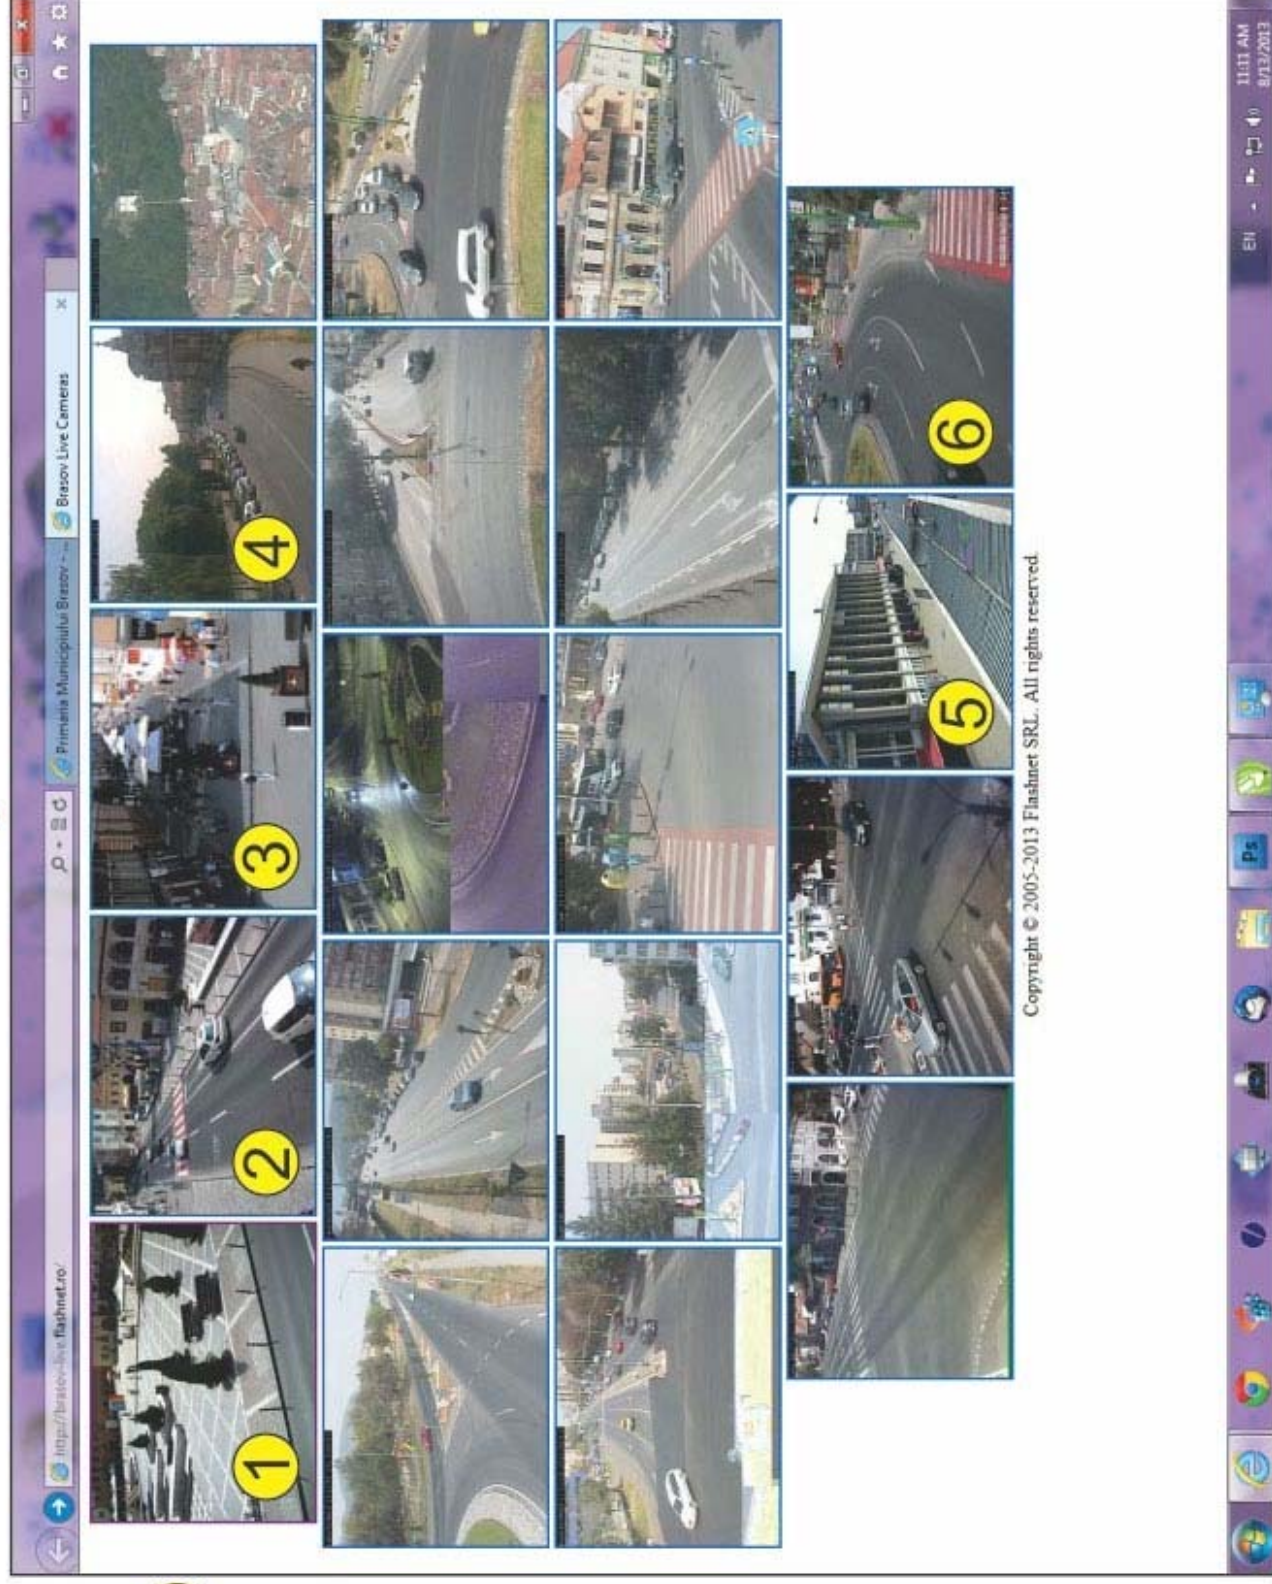 http://brasov-live.flashnet.ro/
Primaria Municipiului Brasov - ...
Brasov Live Cameras
1
2
3
4
5
6
Copyright © 2005-2013 Flashnet SRL. All rights reserved.
Ps
EN
11:11 AM
8/13/2013